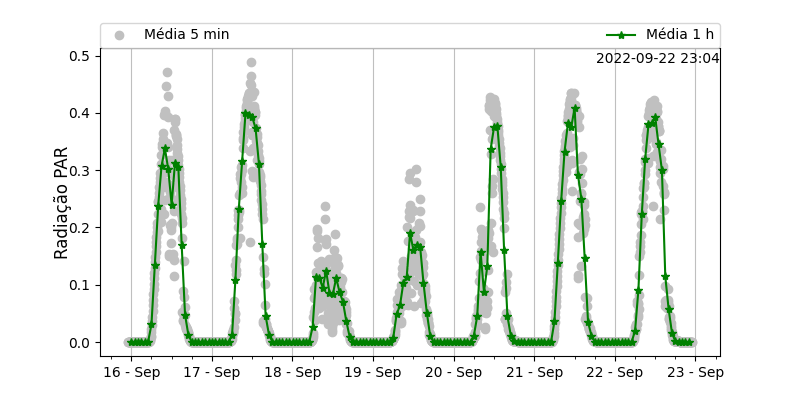 Média 5 min
Média 1 h
2022-09-22 23:04
Radiação PAR
0.5
0.4
0.3
0.2
0.1
0.0
16 - Sep
17 - Sep
18 - Sep
19 - Sep
20 - Sep
21 - Sep
22 - Sep
23 - Sep